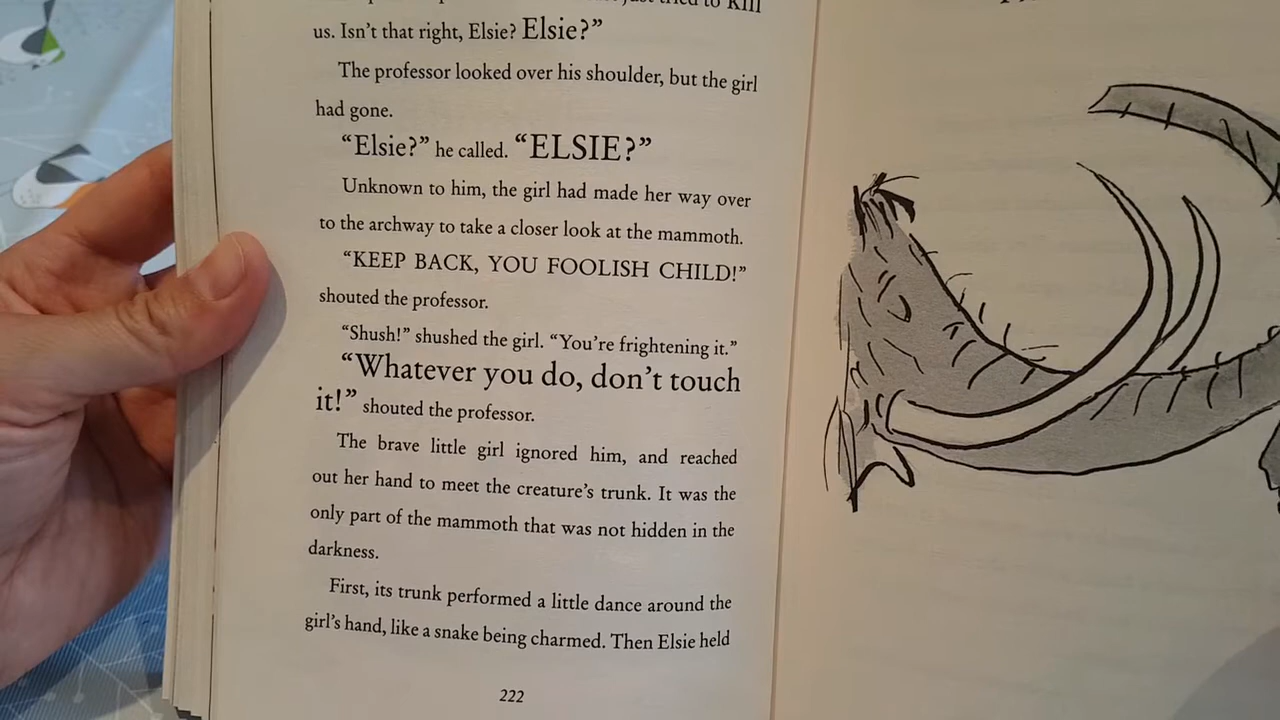 just tried to kill
us. Isn’t that right, Elsie? Elsie?”
The professor looked over his shoulder, but the girl
had gone.
“Elsie?” he called. “ELSIE?”
Unknown to him, the girl had made her way over
to the archway to take a closer look at the mammoth.
“KEEP BACK, YOU FOOLISH CHILD!”
shouted the professor.
“Shush!” shushed the girl. “You’re frightening it.”
“Whatever you do, don’t touch
it!” shouted the professor.
The brave little girl ignored him, and reached
out her hand to meet the creature’s trunk. It was the
only part of the mammoth that was not hidden in the
darkness.
First, its trunk performed a little dance around the
girl’s hand, like a snake being charmed. Then Elsie held
222